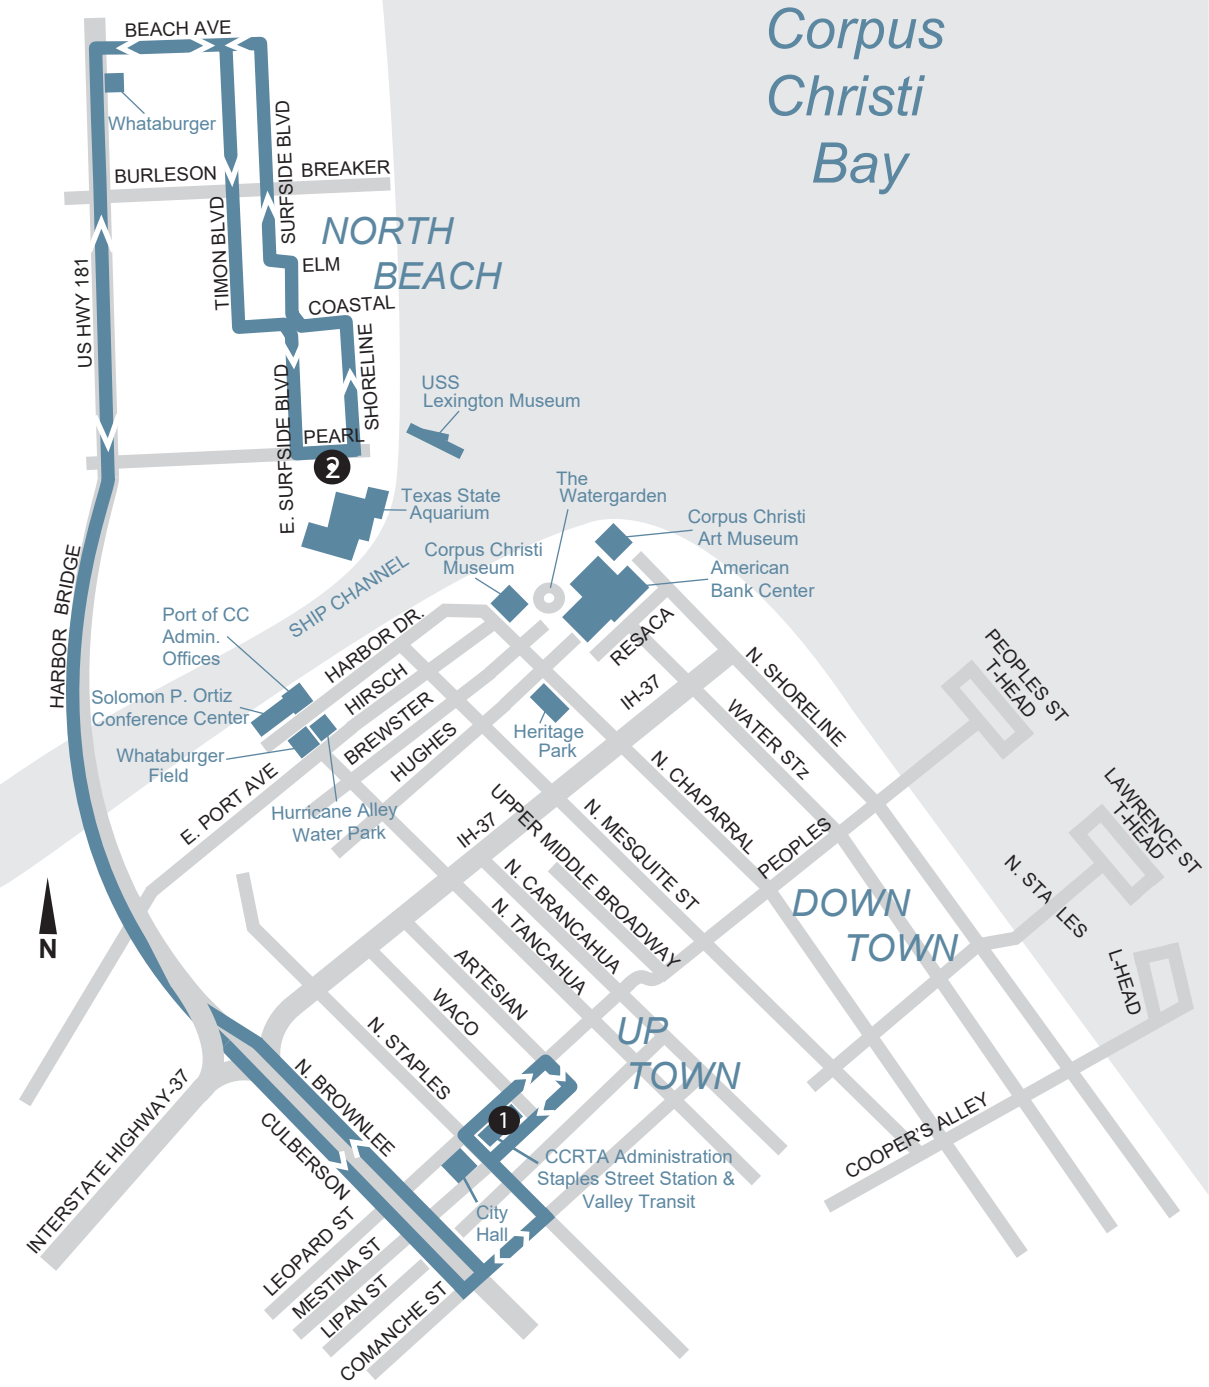 Corpus
Christi
Bay
BEACH AVE
Whataburger
BURLESON
BREAKER
SURFSIDE BLVD
TIMON BLVD
NORTH
BEACH
ELM
COASTAL
US HWY 181
SHORELINE
E. SURFSIDE BLVD
PEARL
2
USS
Lexington Museum
Texas State
Aquarium
The
Watergarden
Corpus Christi
Art Museum
Corpus Christi
Museum
American
Bank Center
SHIP CHANNEL
HARBOR BRIDGE
Port of CC
Admin.
Offices
HARBOR DR.
HIRSCH
BREWSTER
HUGHES
RESACA
IH-37
Solomon P. Ortiz
Conference Center
Whataburger
Field
Heritage
Park
E. PORT AVE
Hurricane Alley
Water Park
N. SHORELINE
WATER STz
N. CHAPARRAL
PEOPLES
N. MESQUITE ST
UPPER MIDDLE BROADWAY
IH-37
N. CARANCAHUA
N. TANCAHUA
ARTESIAN
WACO
N. STAPLES
PEOPLES ST
T-HEAD
LAWRENCE ST
T-HEAD
N. STA LES
L-HEAD
DOWN
TOWN
UP
TOWN
N
N. BROWNLEE
CULBERSON
INTERSTATE HIGHWAY-37
1
COOPER'S ALLEY
CCRTA Administration
Staples Street Station &
Valley Transit
City
Hall
LEOPARD ST
MESTINA ST
LIPAN ST
COMANCHE ST